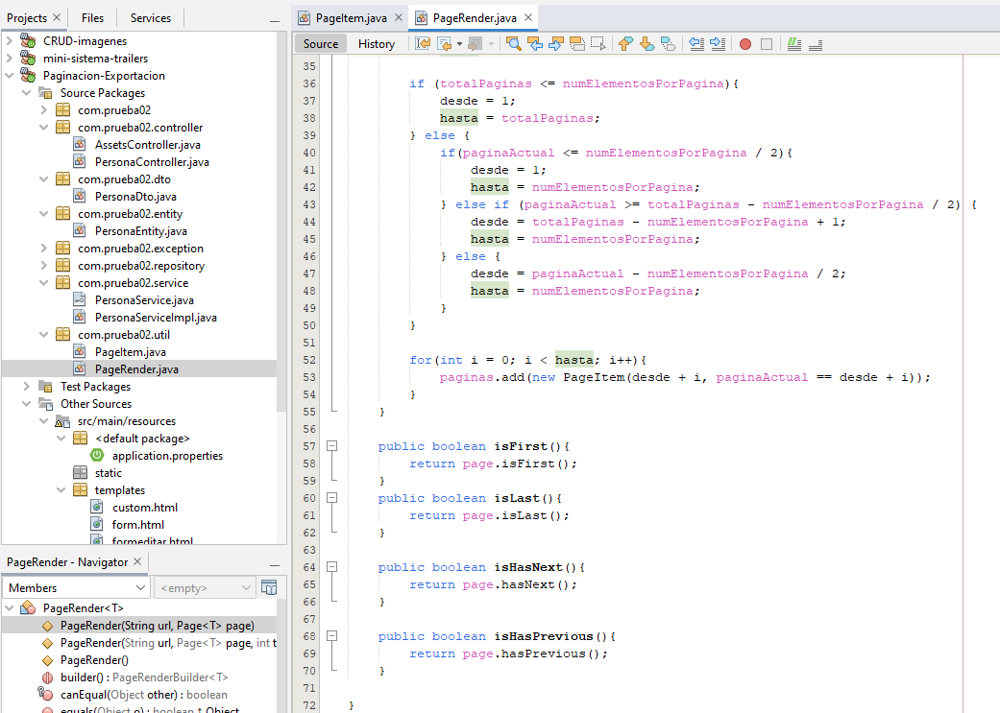 Projects Files Services
CRUD-imagenes
mini-sistema-trailers
Paginacion-Exportacion
Source Packages
com.prueba02
com.prueba02.controller
AssetsController.java
PersonaController.java
com.prueba02.dto
PersonaDto.java
com.prueba02.entity
PersonaEntity.java
com.prueba02.exception
com.prueba02.repository
com.prueba02.service
PersonaService.java
PersonaServiceImpl.java
com.prueba02.util
PageItem.java
PageRender.java
Test Packages
Other Sources
src/main/resources
<default package>
application.properties
static
templates
custom.html
form.html
formeditar.html
PageRender - Navigator
Members <empty>
PageRender<T>
PageRender(String url, Page<T> page)
PageRender(String url, Page<T> page, int t
PageRender()
builder() : PageRenderBuilder<T>
canEqual(Object other) : boolean
equals(Object o) : boolean ↑ Object
PageItem.java PageRender.java
Source History
35
36 if (totalPaginas <= numElementosPorPagina){
37 desde = 1;
38 hasta = totalPaginas;
39 } else {
40 if(paginaActual <= numElementosPorPagina / 2){
41 desde = 1;
42 hasta = numElementosPorPagina;
43 } else if (paginaActual >= totalPaginas - numElementosPorPagina / 2) {
44 desde = totalPaginas - numElementosPorPagina + 1;
45 hasta = numElementosPorPagina;
46 } else {
47 desde = paginaActual - numElementosPorPagina / 2;
48 hasta = numElementosPorPagina;
49 }
50 }
51
52 for(int i = 0; i < hasta; i++){
53 paginas.add(new PageItem(desde + i, paginaActual == desde + i));
54 }
55 }
56
57 public boolean isFirst(){
58 return page.isFirst();
59 }
60 public boolean isLast(){
61 return page.isLast();
62 }
63
64 public boolean isHasNext(){
65 return page.hasNext();
66 }
67
68 public boolean isHasPrevious(){
69 return page.hasPrevious();
70 }
71
72 }